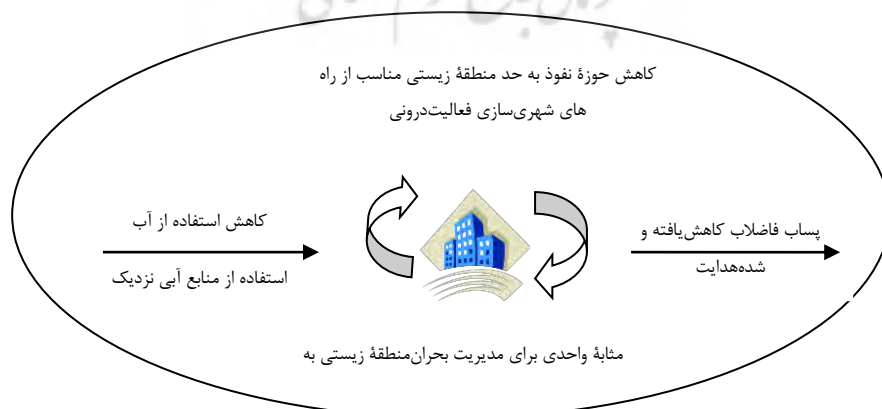 کاهش حوزهٔ نفوذ به حد منطقهٔ زیستی مناسب از راه
های شهری‌سازی فعالیت‌درونی
کاهش استفاده از آب
استفاده از منابع آبی نزدیک
پساب فاضلاب کاهش‌یافته و
شده‌هدایت
مثابهٔ واحدی برای مدیریت بحران‌منطقهٔ زیستی به